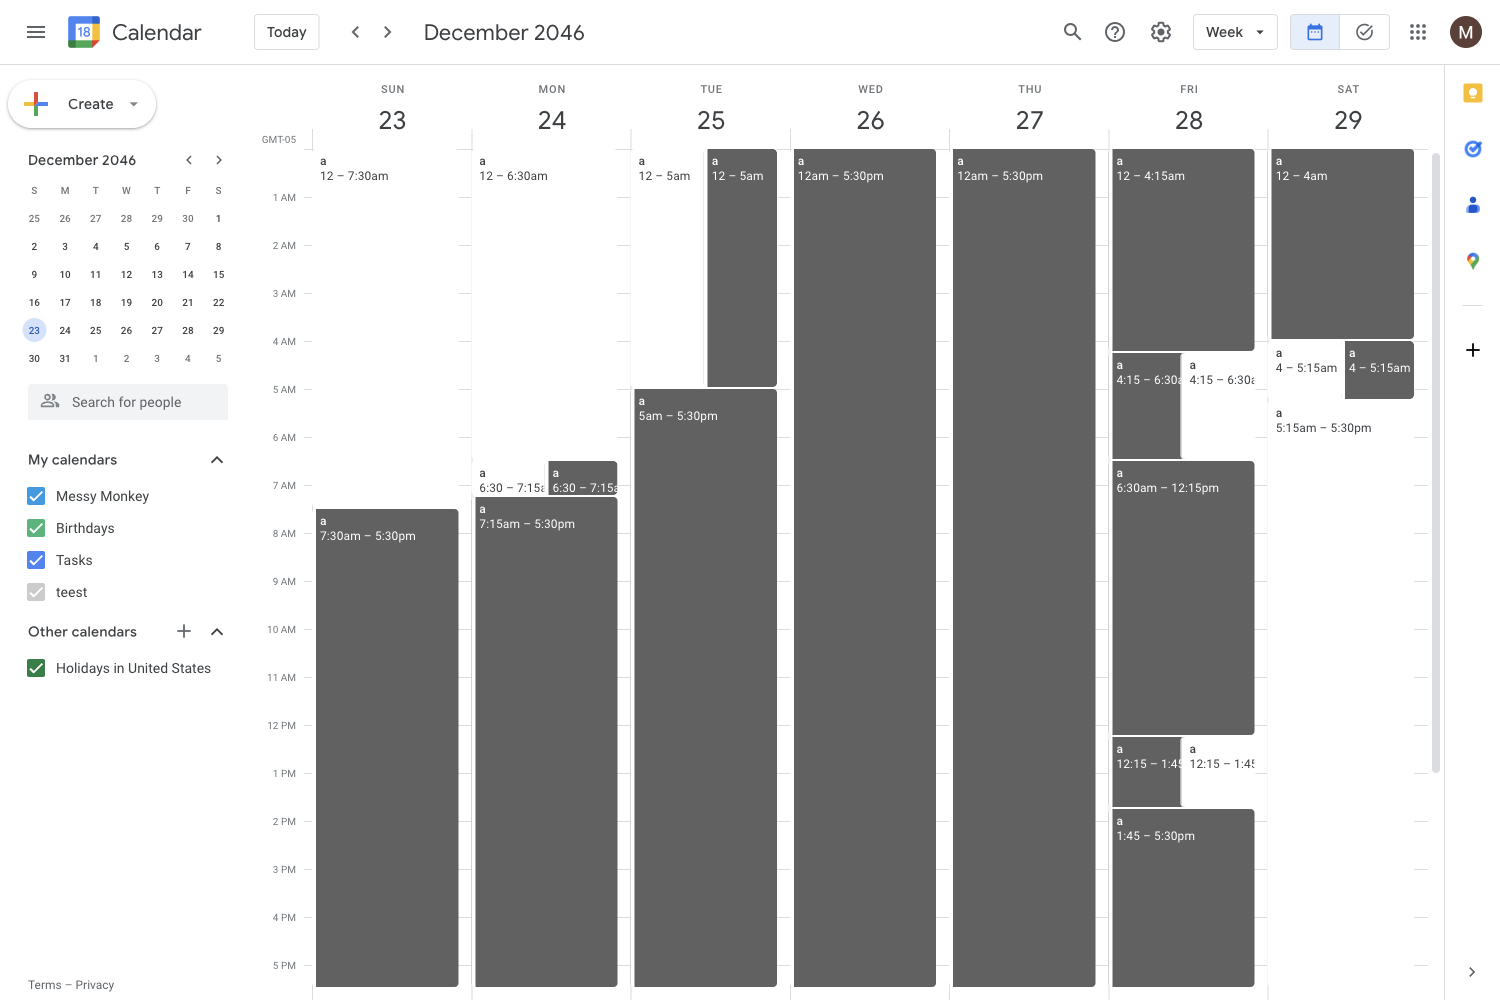 18 Calendar
Today
December 2046
Week
M
Create
December 2046
S M T W T F S
25 26 27 28 29 30 1
2 3 4 5 6 7 8
9 10 11 12 13 14 15
16 17 18 19 20 21 22
23 24 25 26 27 28 29
30 31 1 2 3 4 5
Search for people
My calendars
Messy Monkey
Birthdays
Tasks
teest
Other calendars
Holidays in United States
Terms – Privacy
GMT-05
SUN MON TUE WED THU FRI SAT
23 24 25 26 27 28 29
1 AM
2 AM
3 AM
4 AM
5 AM
6 AM
7 AM
8 AM
9 AM
10 AM
11 AM
12 PM
1 PM
2 PM
3 PM
4 PM
5 PM
a
12 – 7:30am
a
7:30am – 5:30pm
a
12 – 6:30am
a
6:30 – 7:15a
a
6:30 – 7:15a
a
7:15am – 5:30pm
a
12 – 5am
a
12 – 5am
a
5am – 5:30pm
a
12am – 5:30pm
a
12am – 5:30pm
a
12 – 4:15am
a
4:15 – 6:30a
a
4:15 – 6:30a
a
6:30am – 12:15pm
a
12:15 – 1:45
a
12:15 – 1:45
a
1:45 – 5:30pm
a
12 – 4am
a
4 – 5:15am
a
4 – 5:15am
a
5:15am – 5:30pm